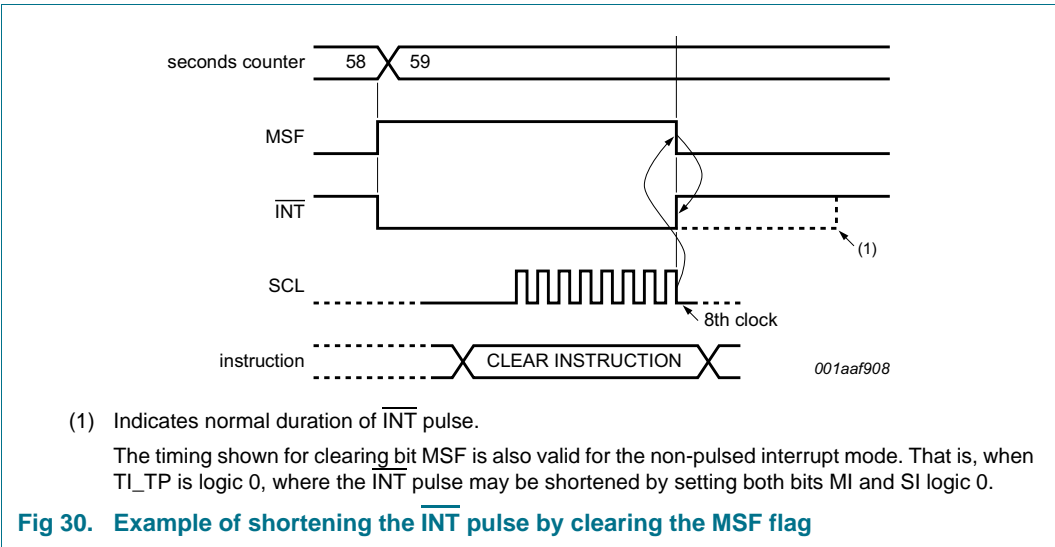 seconds counter 58 59
MSF
INT
(1)
SCL
8th clock
instruction CLEAR INSTRUCTION 001aaf908
(1) Indicates normal duration of INT pulse.
The timing shown for clearing bit MSF is also valid for the non-pulsed interrupt mode. That is, when
TI_TP is logic 0, where the INT pulse may be shortened by setting both bits MI and SI logic 0.
Fig 30. Example of shortening the INT pulse by clearing the MSF flag